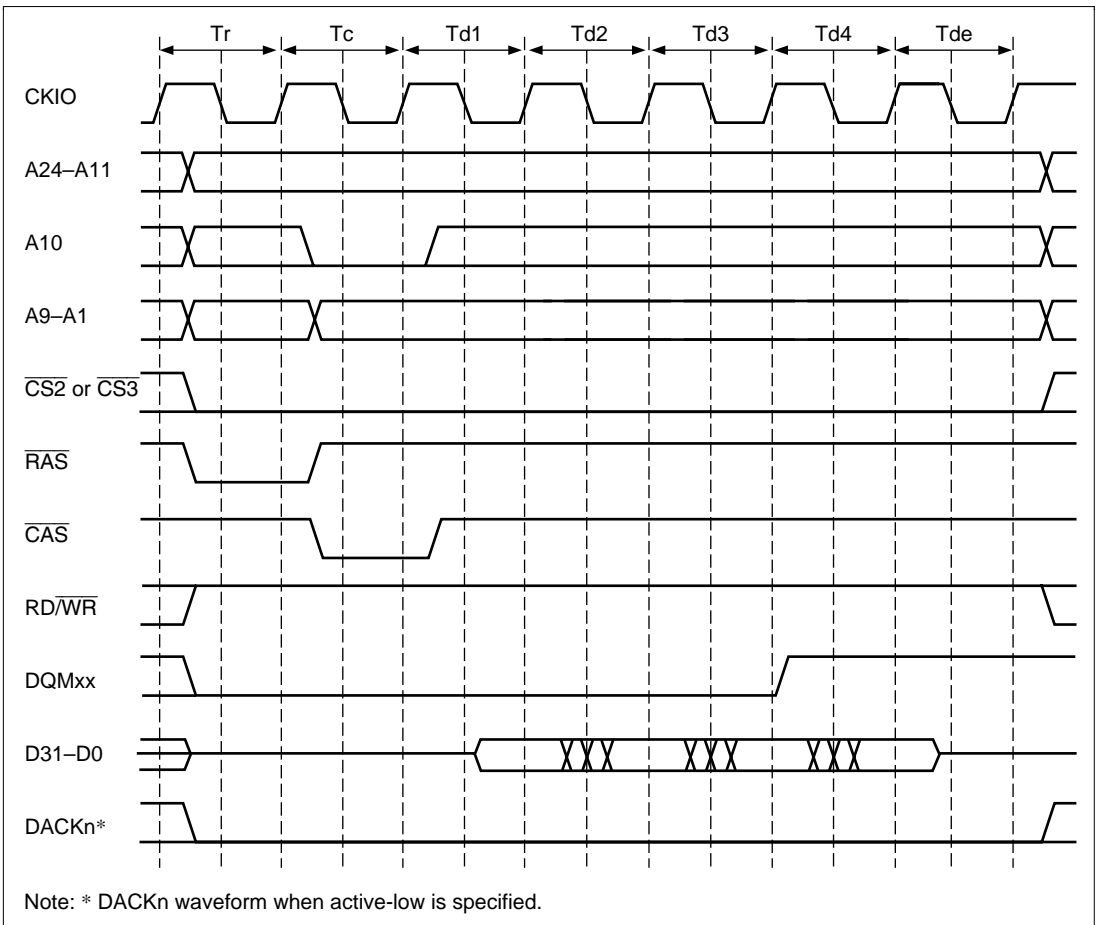 Tr Tc Td1 Td2 Td3 Td4 Tde
CKIO
A24–A11
A10
A9–A1
CS2 or CS3
RAS
CAS
RD/WR
DQMxx
D31–D0
DACKn*
Note: * DACKn waveform when active-low is specified.